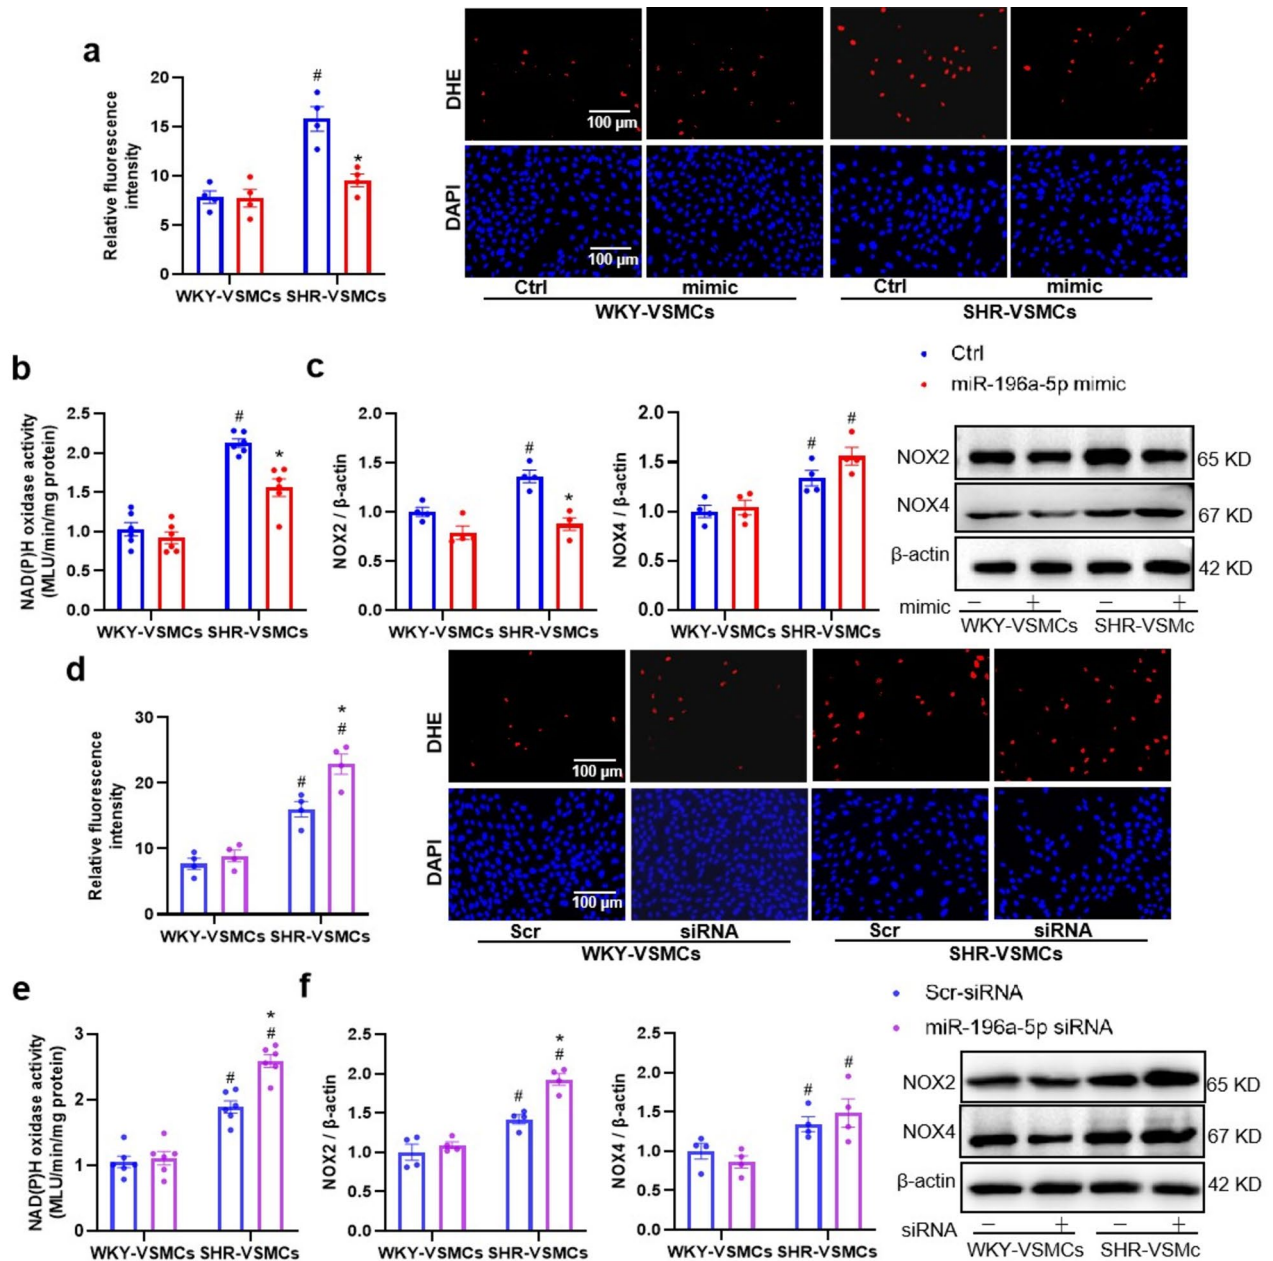 a
Relative fluorescence
intensity
20
15
10
5
0
#
*
WKY-VSMCs SHR-VSMCs
DHE
100 µm
DAPI
100 µm
Ctrl mimic Ctrl mimic
WKY-VSMCs SHR-VSMCs
b
NAD(P)H oxidase activity
(MLU/min/mg protein)
2.5
2.0
1.5
1.0
0.5
0.0
#
*
WKY-VSMCs SHR-VSMCs
c
NOX2 / β-actin
2.0
1.5
1.0
0.5
0.0
#
*
WKY-VSMCs SHR-VSMCs
NOX4 / β-actin
2.0
1.5
1.0
0.5
0.0
#
#
WKY-VSMCs SHR-VSMCs
Ctrl
miR-196a-5p mimic
NOX2 65 KD
NOX4 67 KD
β-actin 42 KD
mimic − + − +
WKY-VSMCs SHR-VSMc
d
Relative fluorescence
intensity
30
20
10
0
#
*
#
WKY-VSMCs SHR-VSMCs
DHE
100 µm
DAPI
100 µm
Scr siRNA Scr siRNA
WKY-VSMCs SHR-VSMCs
e
NAD(P)H oxidase activity
(MLU/min/mg protein)
3
2
1
0
#
*
#
WKY-VSMCs SHR-VSMCs
f
NOX2 / β-actin
2.5
2.0
1.5
1.0
0.5
0.0
#
*
#
WKY-VSMCs SHR-VSMCs
NOX4 / β-actin
2.5
2.0
1.5
1.0
0.5
0.0
#
#
WKY-VSMCs SHR-VSMCs
Scr-siRNA
miR-196a-5p siRNA
NOX2 65 KD
NOX4 67 KD
β-actin 42 KD
siRNA − + − +
WKY-VSMCs SHR-VSMc